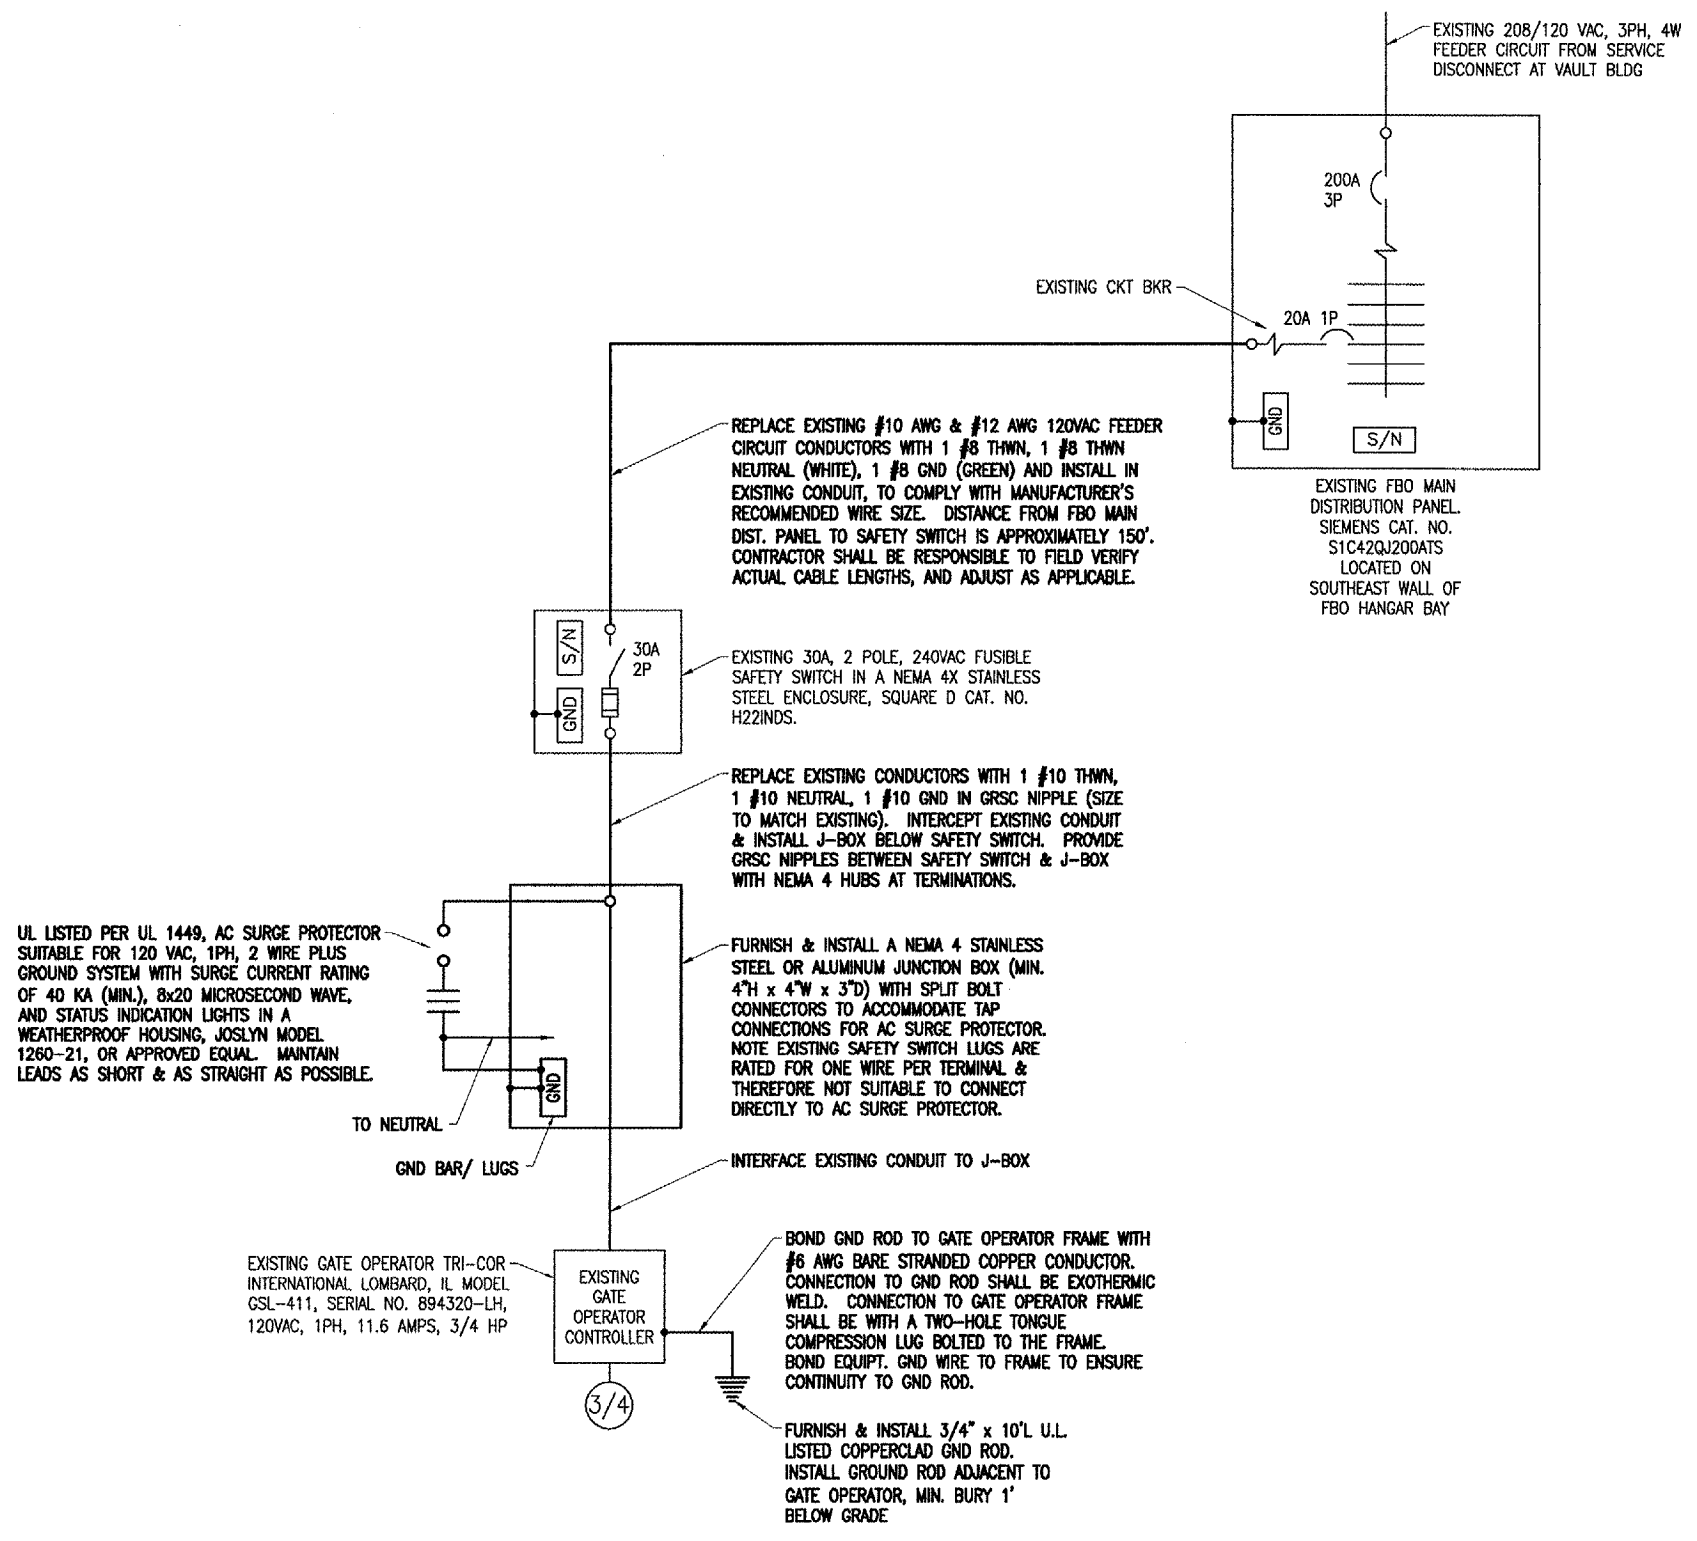 EXISTING 208/120 VAC, 3PH, 4W
FEEDER CIRCUIT FROM SERVICE
DISCONNECT AT VAULT BLDG
200A
3P
EXISTING CKT BKR
20A 1P
GND
S/N
EXISTING FBO MAIN
DISTRIBUTION PANEL.
SIEMENS CAT. NO.
S1C42QJ200ATS
LOCATED ON
SOUTHEAST WALL OF
FBO HANGAR BAY
REPLACE EXISTING #10 AWG & #12 AWG 120VAC FEEDER
CIRCUIT CONDUCTORS WITH 1 #8 THWN, 1 #8 THWN
NEUTRAL (WHITE), 1 #8 GND (GREEN) AND INSTALL IN
EXISTING CONDUIT, TO COMPLY WITH MANUFACTURER'S
RECOMMENDED WIRE SIZE. DISTANCE FROM FBO MAIN
DIST. PANEL TO SAFETY SWITCH IS APPROXIMATELY 150'.
CONTRACTOR SHALL BE RESPONSIBLE TO FIELD VERIFY
ACTUAL CABLE LENGTHS, AND ADJUST AS APPLICABLE.
S/N
30A
2P
GND
EXISTING 30A, 2 POLE, 240VAC FUSIBLE
SAFETY SWITCH IN A NEMA 4X STAINLESS
STEEL ENCLOSURE, SQUARE D CAT. NO.
H22INDS.
REPLACE EXISTING CONDUCTORS WITH 1 #10 THWN,
1 #10 NEUTRAL, 1 #10 GND IN GRSC NIPPLE (SIZE
TO MATCH EXISTING). INTERCEPT EXISTING CONDUIT
& INSTALL J-BOX BELOW SAFETY SWITCH. PROVIDE
GRSC NIPPLES BETWEEN SAFETY SWITCH & J-BOX
WITH NEMA 4 HUBS AT TERMINATIONS.
UL LISTED PER UL 1449, AC SURGE PROTECTOR
SUITABLE FOR 120 VAC, 1PH, 2 WIRE PLUS
GROUND SYSTEM WITH SURGE CURRENT RATING
OF 40 KA (MIN.), 8x20 MICROSECOND WAVE,
AND STATUS INDICATION LIGHTS IN A
WEATHERPROOF HOUSING, JOSLYN MODEL
1260-21, OR APPROVED EQUAL. MAINTAIN
LEADS AS SHORT & AS STRAIGHT AS POSSIBLE.
TO NEUTRAL
GND BAR/ LUGS
GND
FURNISH & INSTALL A NEMA 4 STAINLESS
STEEL OR ALUMINUM JUNCTION BOX (MIN.
4"H x 4"W x 3"D) WITH SPLIT BOLT
CONNECTORS TO ACCOMMODATE TAP
CONNECTIONS FOR AC SURGE PROTECTOR.
NOTE EXISTING SAFETY SWITCH LUGS ARE
RATED FOR ONE WIRE PER TERMINAL &
THEREFORE NOT SUITABLE TO CONNECT
DIRECTLY TO AC SURGE PROTECTOR.
INTERFACE EXISTING CONDUIT TO J-BOX
EXISTING GATE OPERATOR TRI-COR
INTERNATIONAL LOMBARD, IL MODEL
GSL-411, SERIAL NO. 894320-LH,
120VAC, 1PH, 11.6 AMPS, 3/4 HP
EXISTING
GATE
OPERATOR
CONTROLLER
3/4
BOND GND ROD TO GATE OPERATOR FRAME WITH
#6 AWG BARE STRANDED COPPER CONDUCTOR.
CONNECTION TO GND ROD SHALL BE EXOTHERMIC
WELD. CONNECTION TO GATE OPERATOR FRAME
SHALL BE WITH A TWO-HOLE TONGUE
COMPRESSION LUG BOLTED TO THE FRAME.
BOND EQUIPT. GND WIRE TO FRAME TO ENSURE
CONTINUITY TO GND ROD.
FURNISH & INSTALL 3/4" x 10'L U.L.
LISTED COPPERCLAD GND ROD.
INSTALL GROUND ROD ADJACENT TO
GATE OPERATOR, MIN. BURY 1'
BELOW GRADE